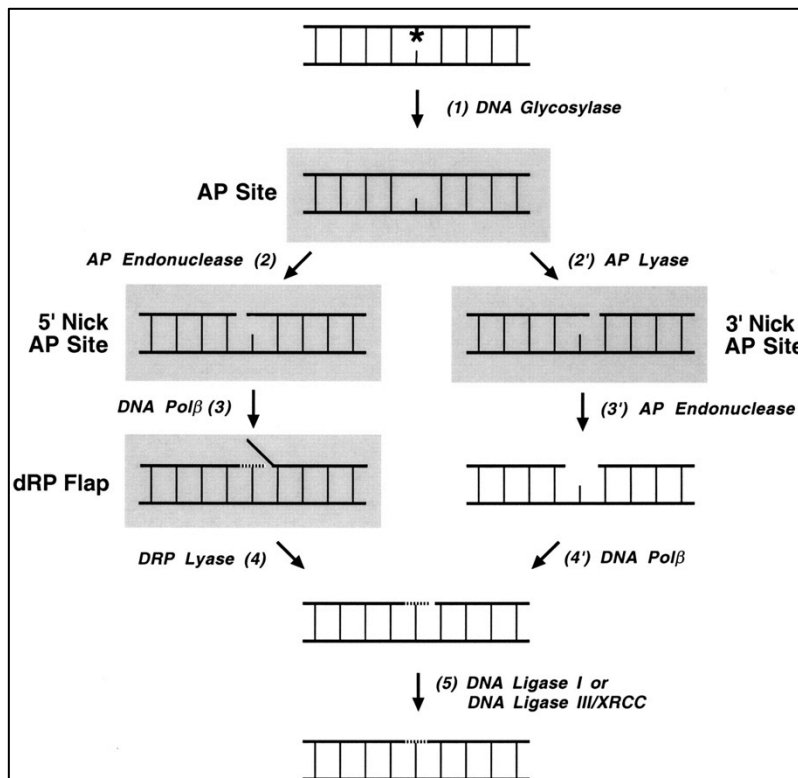 *
(1) DNA Glycosylase
AP Site
AP Endonuclease (2)
(2') AP Lyase
5' Nick
AP Site
3' Nick
AP Site
DNA Polβ (3)
(3') AP Endonuclease
dRP Flap
DRP Lyase (4)
(4') DNA Polβ
(5) DNA Ligase I or
DNA Ligase III/XRCC